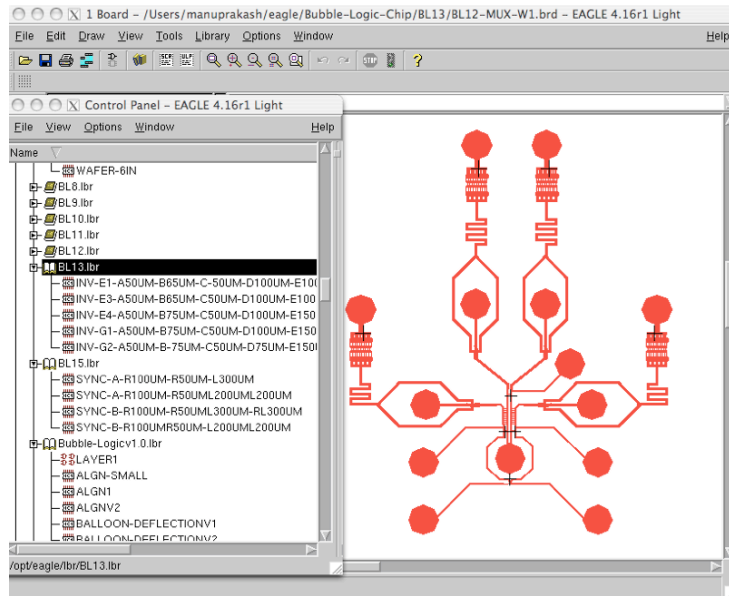 X 1 Board - /Users/manuprakash/eagle/Bubble-Logic-Chip/BL13/BL12-MUX-W1.brd - EAGLE 4.16r1 Light
File Edit Draw View Tools Library Options Window Help
SCR ULP STOP ?
X Control Panel - EAGLE 4.16r1 Light
File View Options Window Help
Name
WAFER-6IN
BL8.lbr
BL9.lbr
BL10.lbr
BL11.lbr
BL12.lbr
BL13.lbr
INV-E1-A50UM-B65UM-C-50UM-D100UM-E10
INV-E3-A50UM-B65UM-C50UM-D100UM-E100
INV-E4-A50UM-B75UM-C50UM-D100UM-E150
INV-G1-A50UM-B75UM-C50UM-D100UM-E150
INV-G2-A50UM-B-75UM-C50UM-D75UM-E150
BL15.lbr
SYNC-A-R100UM-R50UM-L300UM
SYNC-A-R100UM-R50UML200UML200UM
SYNC-B-R100UM-R50UML300UM-RL300UM
SYNC-B-R100UMR50UM-L200UML200UM
Bubble-Logicv1.0.lbr
LAYER1
ALGN-SMALL
ALGN1
ALGNV2
BALLOON-DEFLECTIONV1
BALLOON-DEFLECTIONV2
/opt/eagle/lbr/BL13.lbr